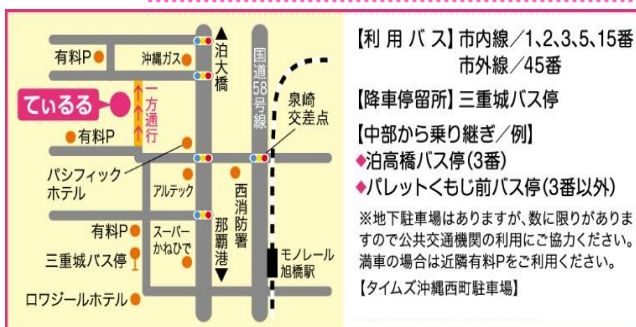 有料P
沖縄ガス
▲泊大橋
国道58号線
ているる
一方通行
泉崎
交差点
有料P
パシフィック
ホテル
アルテック
西消防署
有料P
スーパー
かねひで
那覇港▼
三重城バス停
モノレール
旭橋駅
ロワジールホテル
【利用バス】市内線／1、2、3、5、15番
市外線／45番
【降車停留所】三重城バス停
【中部から乗り継ぎ／例】
◆泊高橋バス停(3番)
◆パレットくもじ前バス停(3番以外)
※地下駐車場はありますが、数に限りがありま
すので公共交通機関の利用にご協力ください。
満車の場合は近隣有料Pをご利用ください。
【タイムズ沖縄西町駐車場】